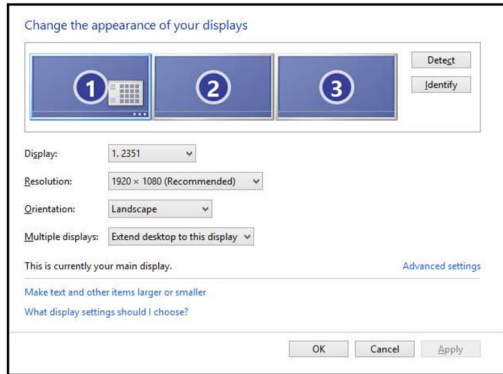 Change the appearance of your displays
1 2 3
Detect
Identify
Display: 1. 2351
Resolution: 1920 × 1080 (Recommended)
Orientation: Landscape
Multiple displays: Extend desktop to this display
This is currently your main display. Advanced settings
Make text and other items larger or smaller
What display settings should I choose?
OK Cancel Apply